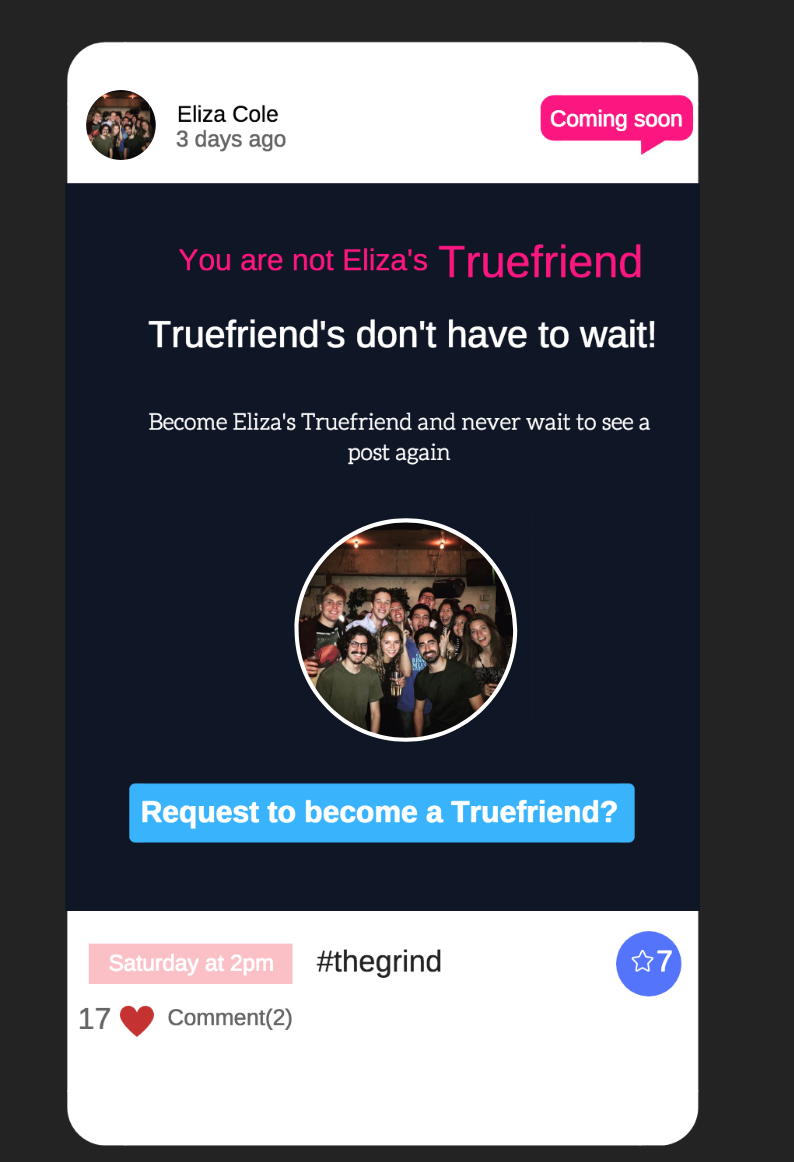 Eliza Cole
3 days ago
Coming soon
You are not Eliza's Truefriend
Truefriend's don't have to wait!
Become Eliza's Truefriend and never wait to see a
post again
Request to become a Truefriend?
Saturday at 2pm
#thegrind
7
17
Comment(2)